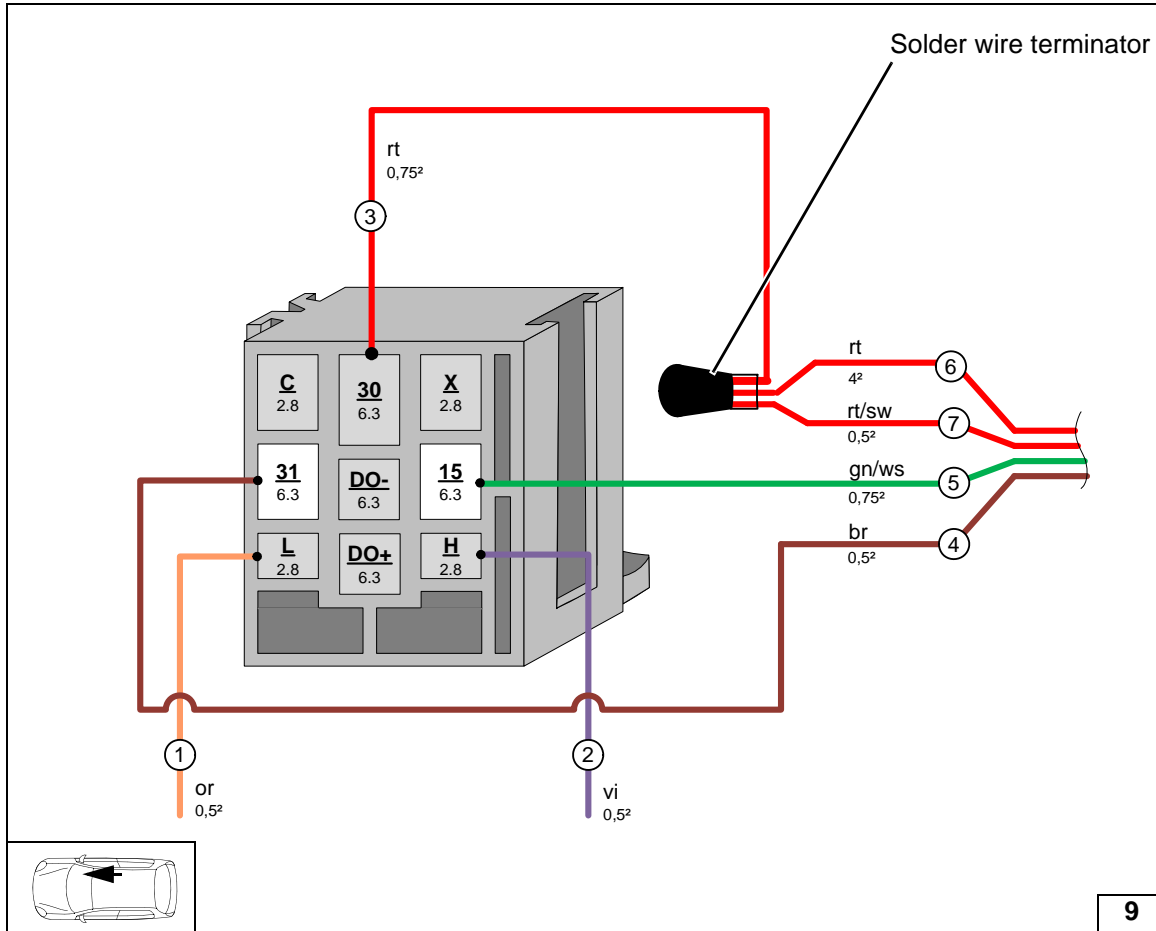 Solder wire terminator
rt
0,75²
3
C
2.8
30
6.3
X
2.8
31
6.3
DO-
6.3
15
6.3
L
2.8
DO+
6.3
H
2.8
rt
4²
6
rt/sw
0,5²
7
gn/ws
0,75²
5
br
0,5²
4
1
or
0,5²
2
vi
0,5²
9